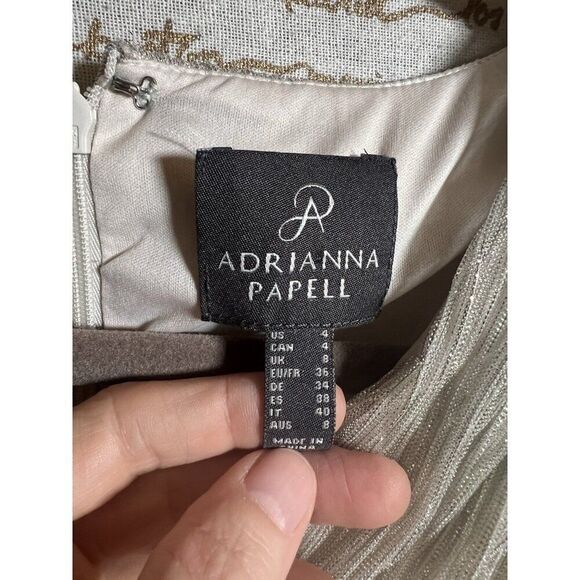 ADRIANNA
PAPELL
US 4
CAN 4
UK 8
EU/FR 36
DE 34
ES 38
IT 40
AUS 8
MADE IN
CHINA